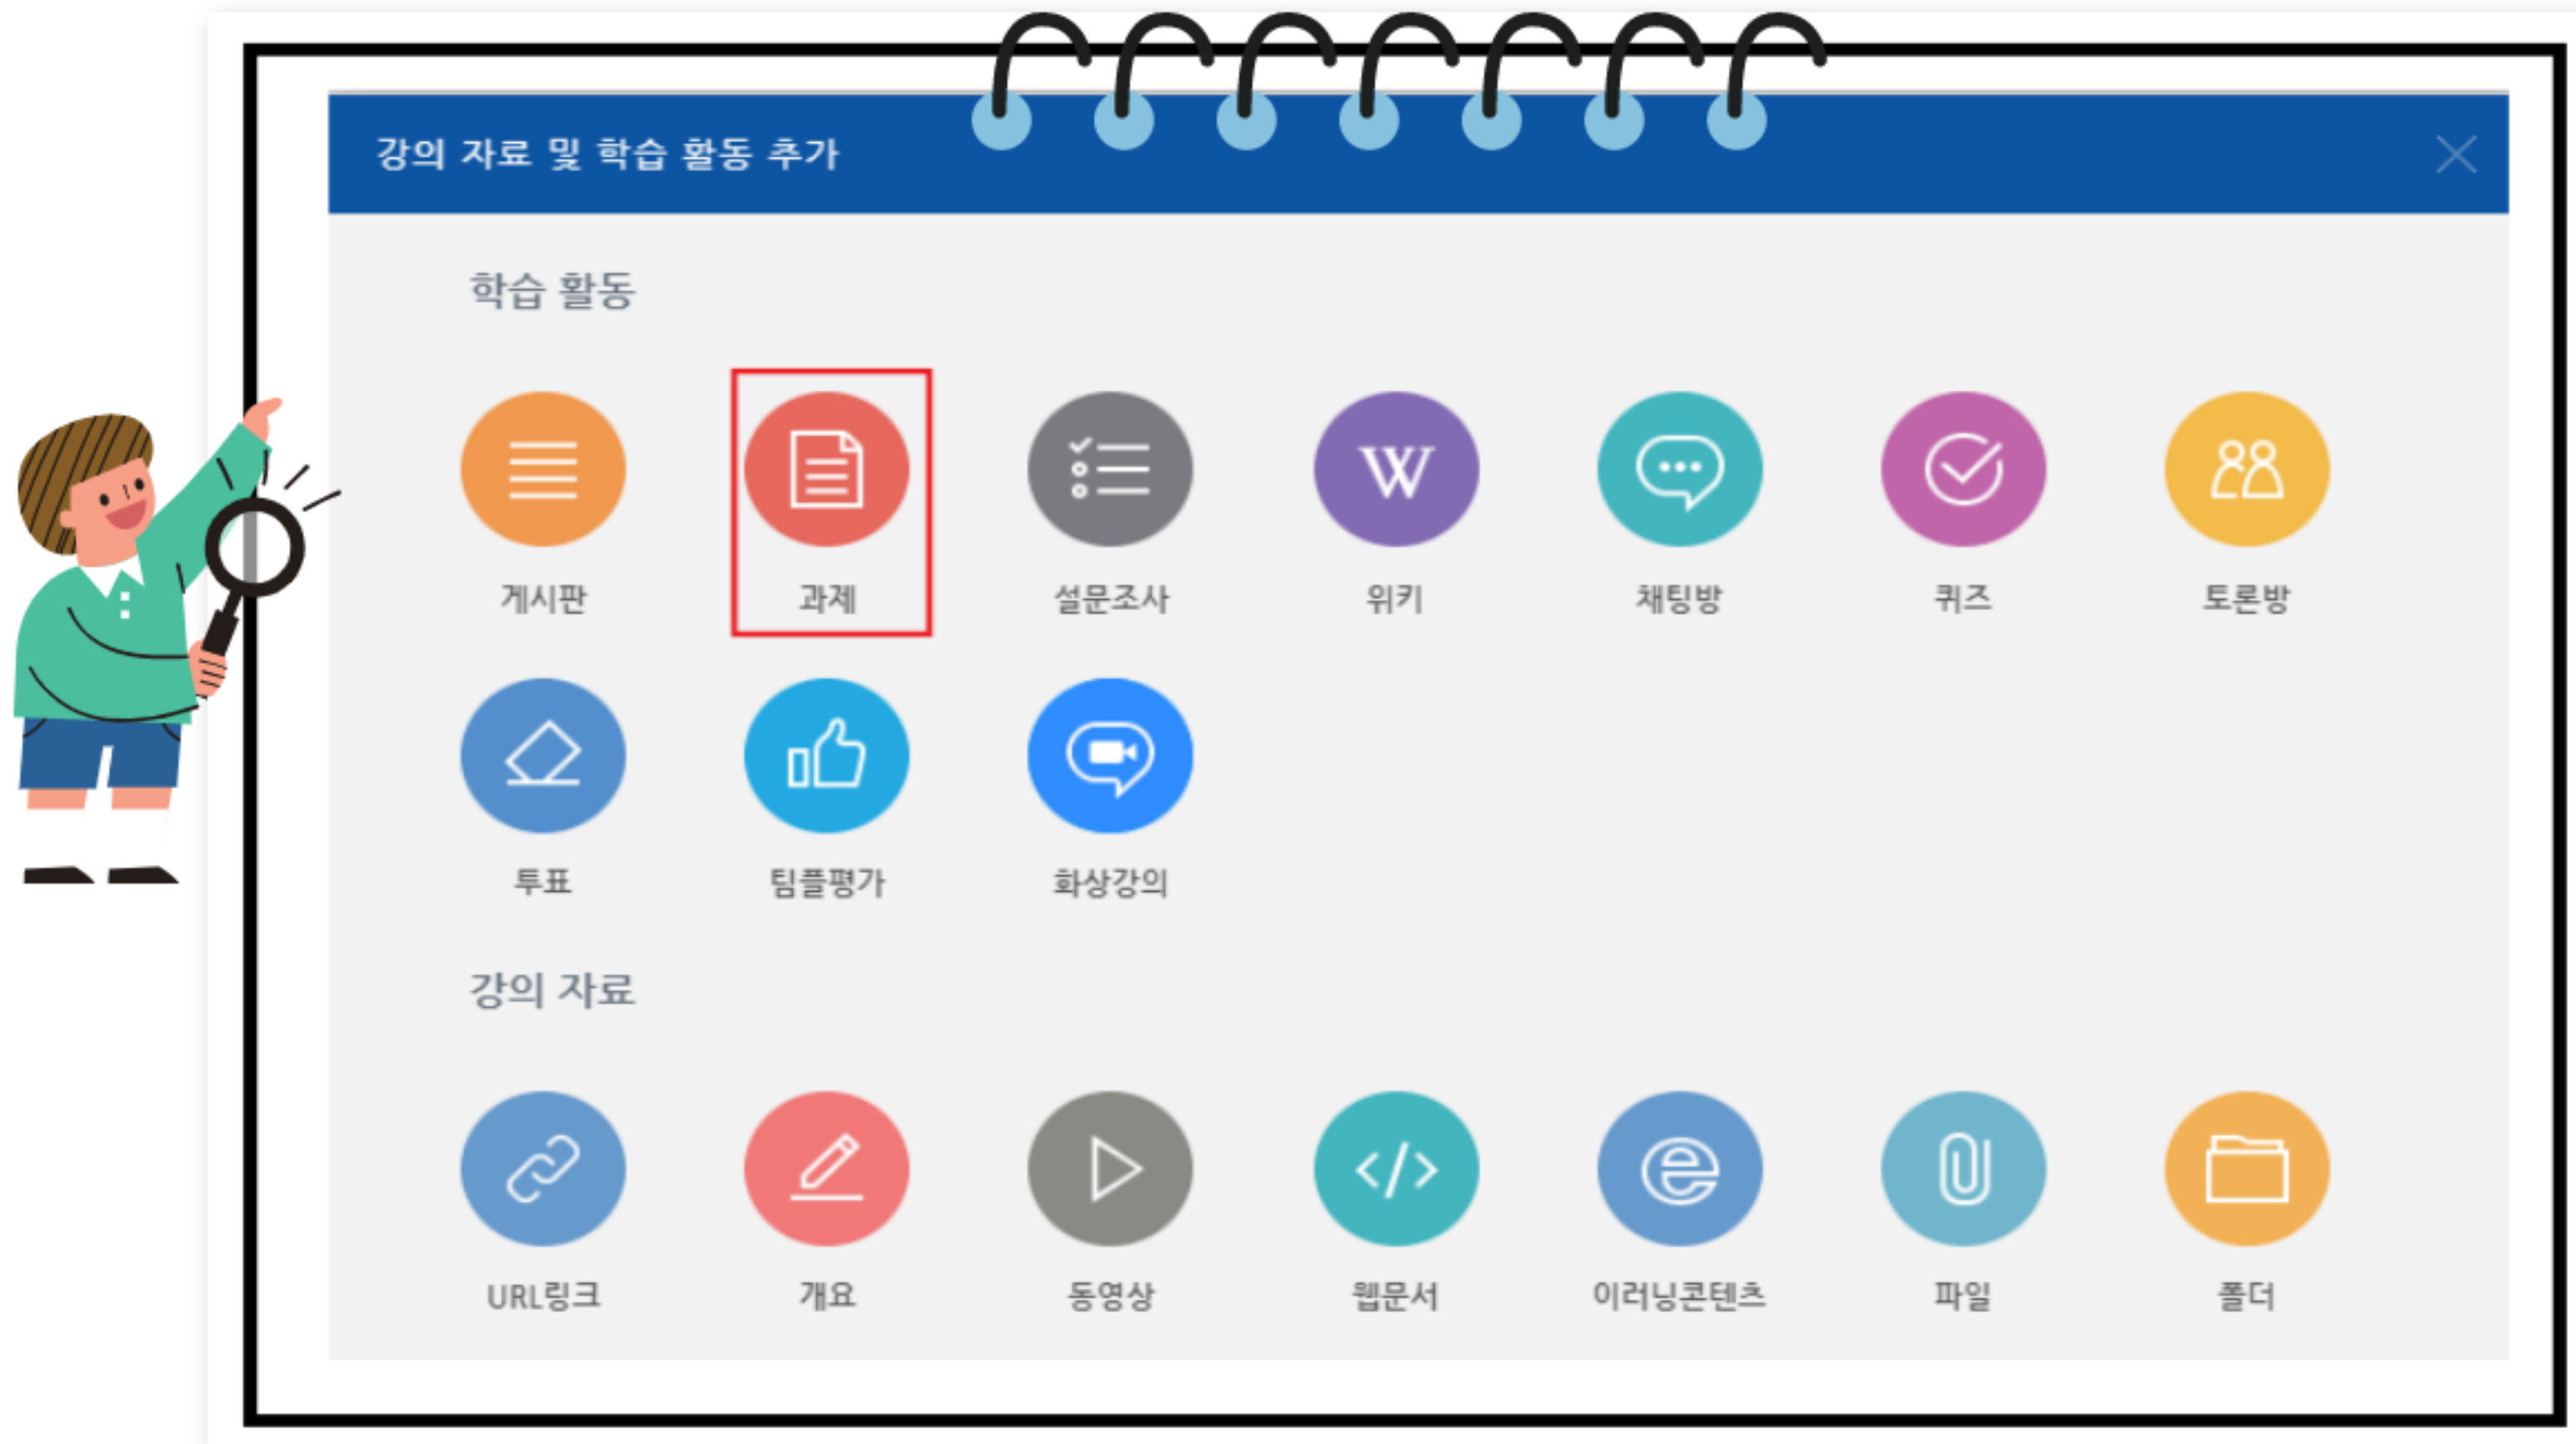 강의 자료 및 학습 활동 추가
학습 활동
게시판 과제 설문조사 위키 채팅방 퀴즈 토론방
투표 팀플평가 화상강의
강의 자료
URL링크 개요 동영상 웹문서 이러닝콘텐츠 파일 폴더